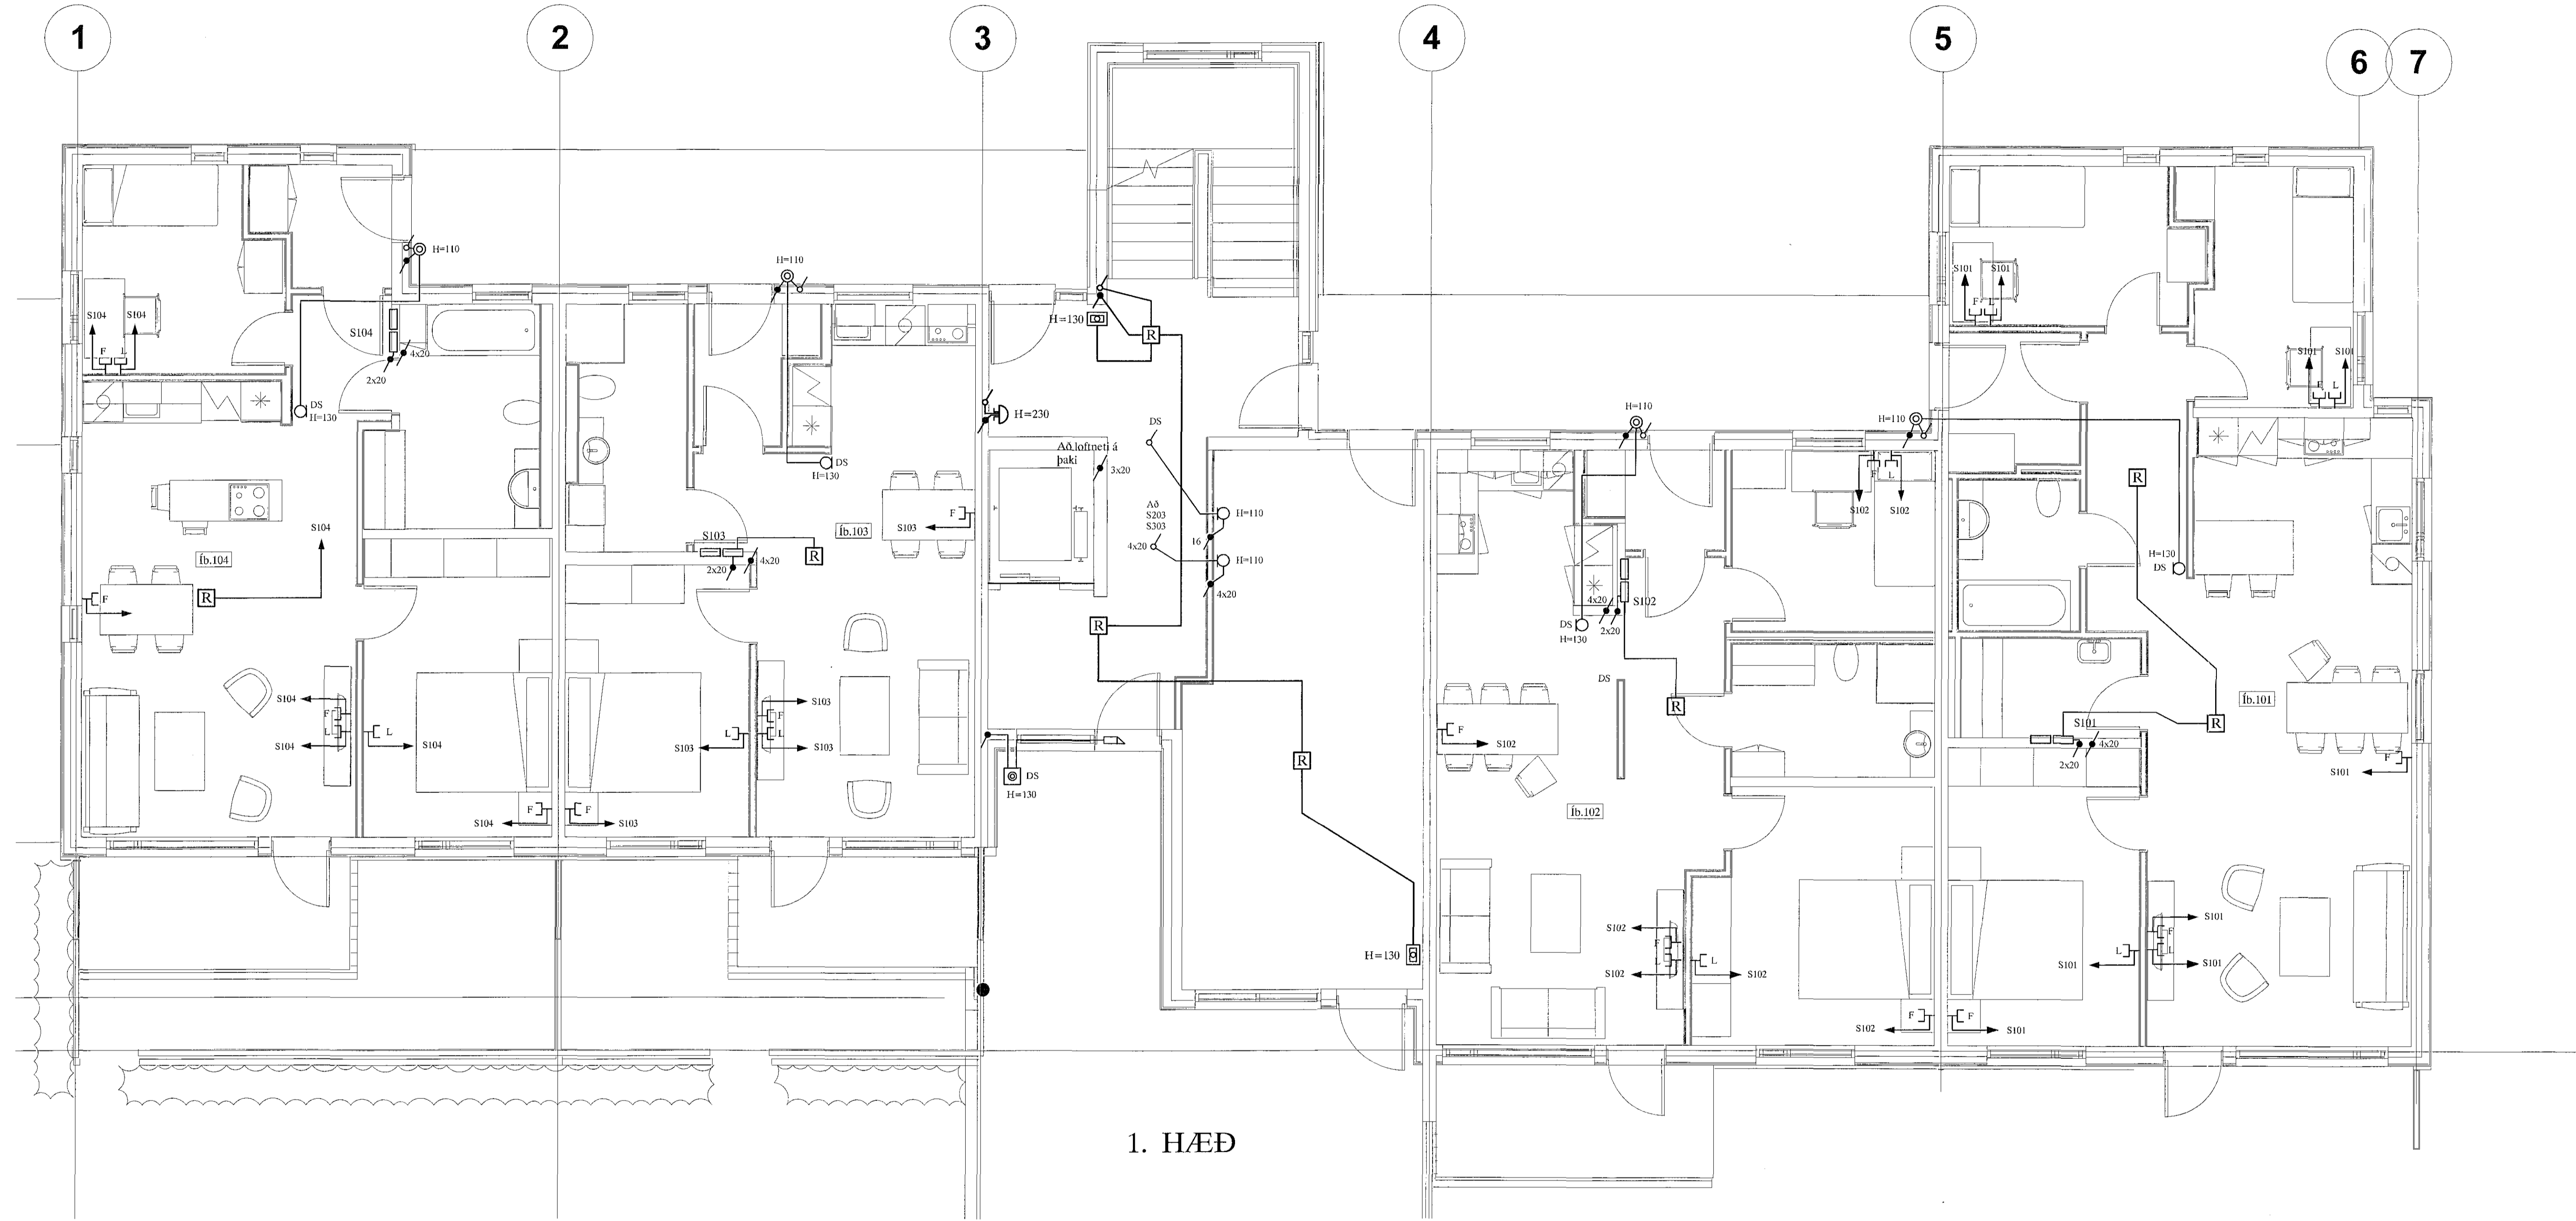 1 2 3 4 5 6 7
H=110
H=110
H=130
R
S104 S104
F L
S104
4x20
2x20
DS
H=130
H=230
DS
H=130
DS
Að loftneti á
þaki
3x20
Að
S203
S303
4x20
H=110
16
H=110
4x20
S103
2x20
4x20
R
Íb.103
F
S103
S104
Íb.104
R
F
R
S104
F
L
S104
L
S104
F
S104
F
S103
L
S103
S103
F
L
S103
DS
H=130
R
H=130
H=110
H=110
S101 S101
F L
S101 S101
F L
F L
S102 S102
4x20
2x20
S102
DS
H=130
DS
R
F
S102
Íb.102
R
H=130
DS
Íb.101
R
S101
4x20
2x20
F
S101
S102
F
L
S102
L
S102
F
S102
F
S101
L
S101
S101
F
L
S101
1. HÆÐ